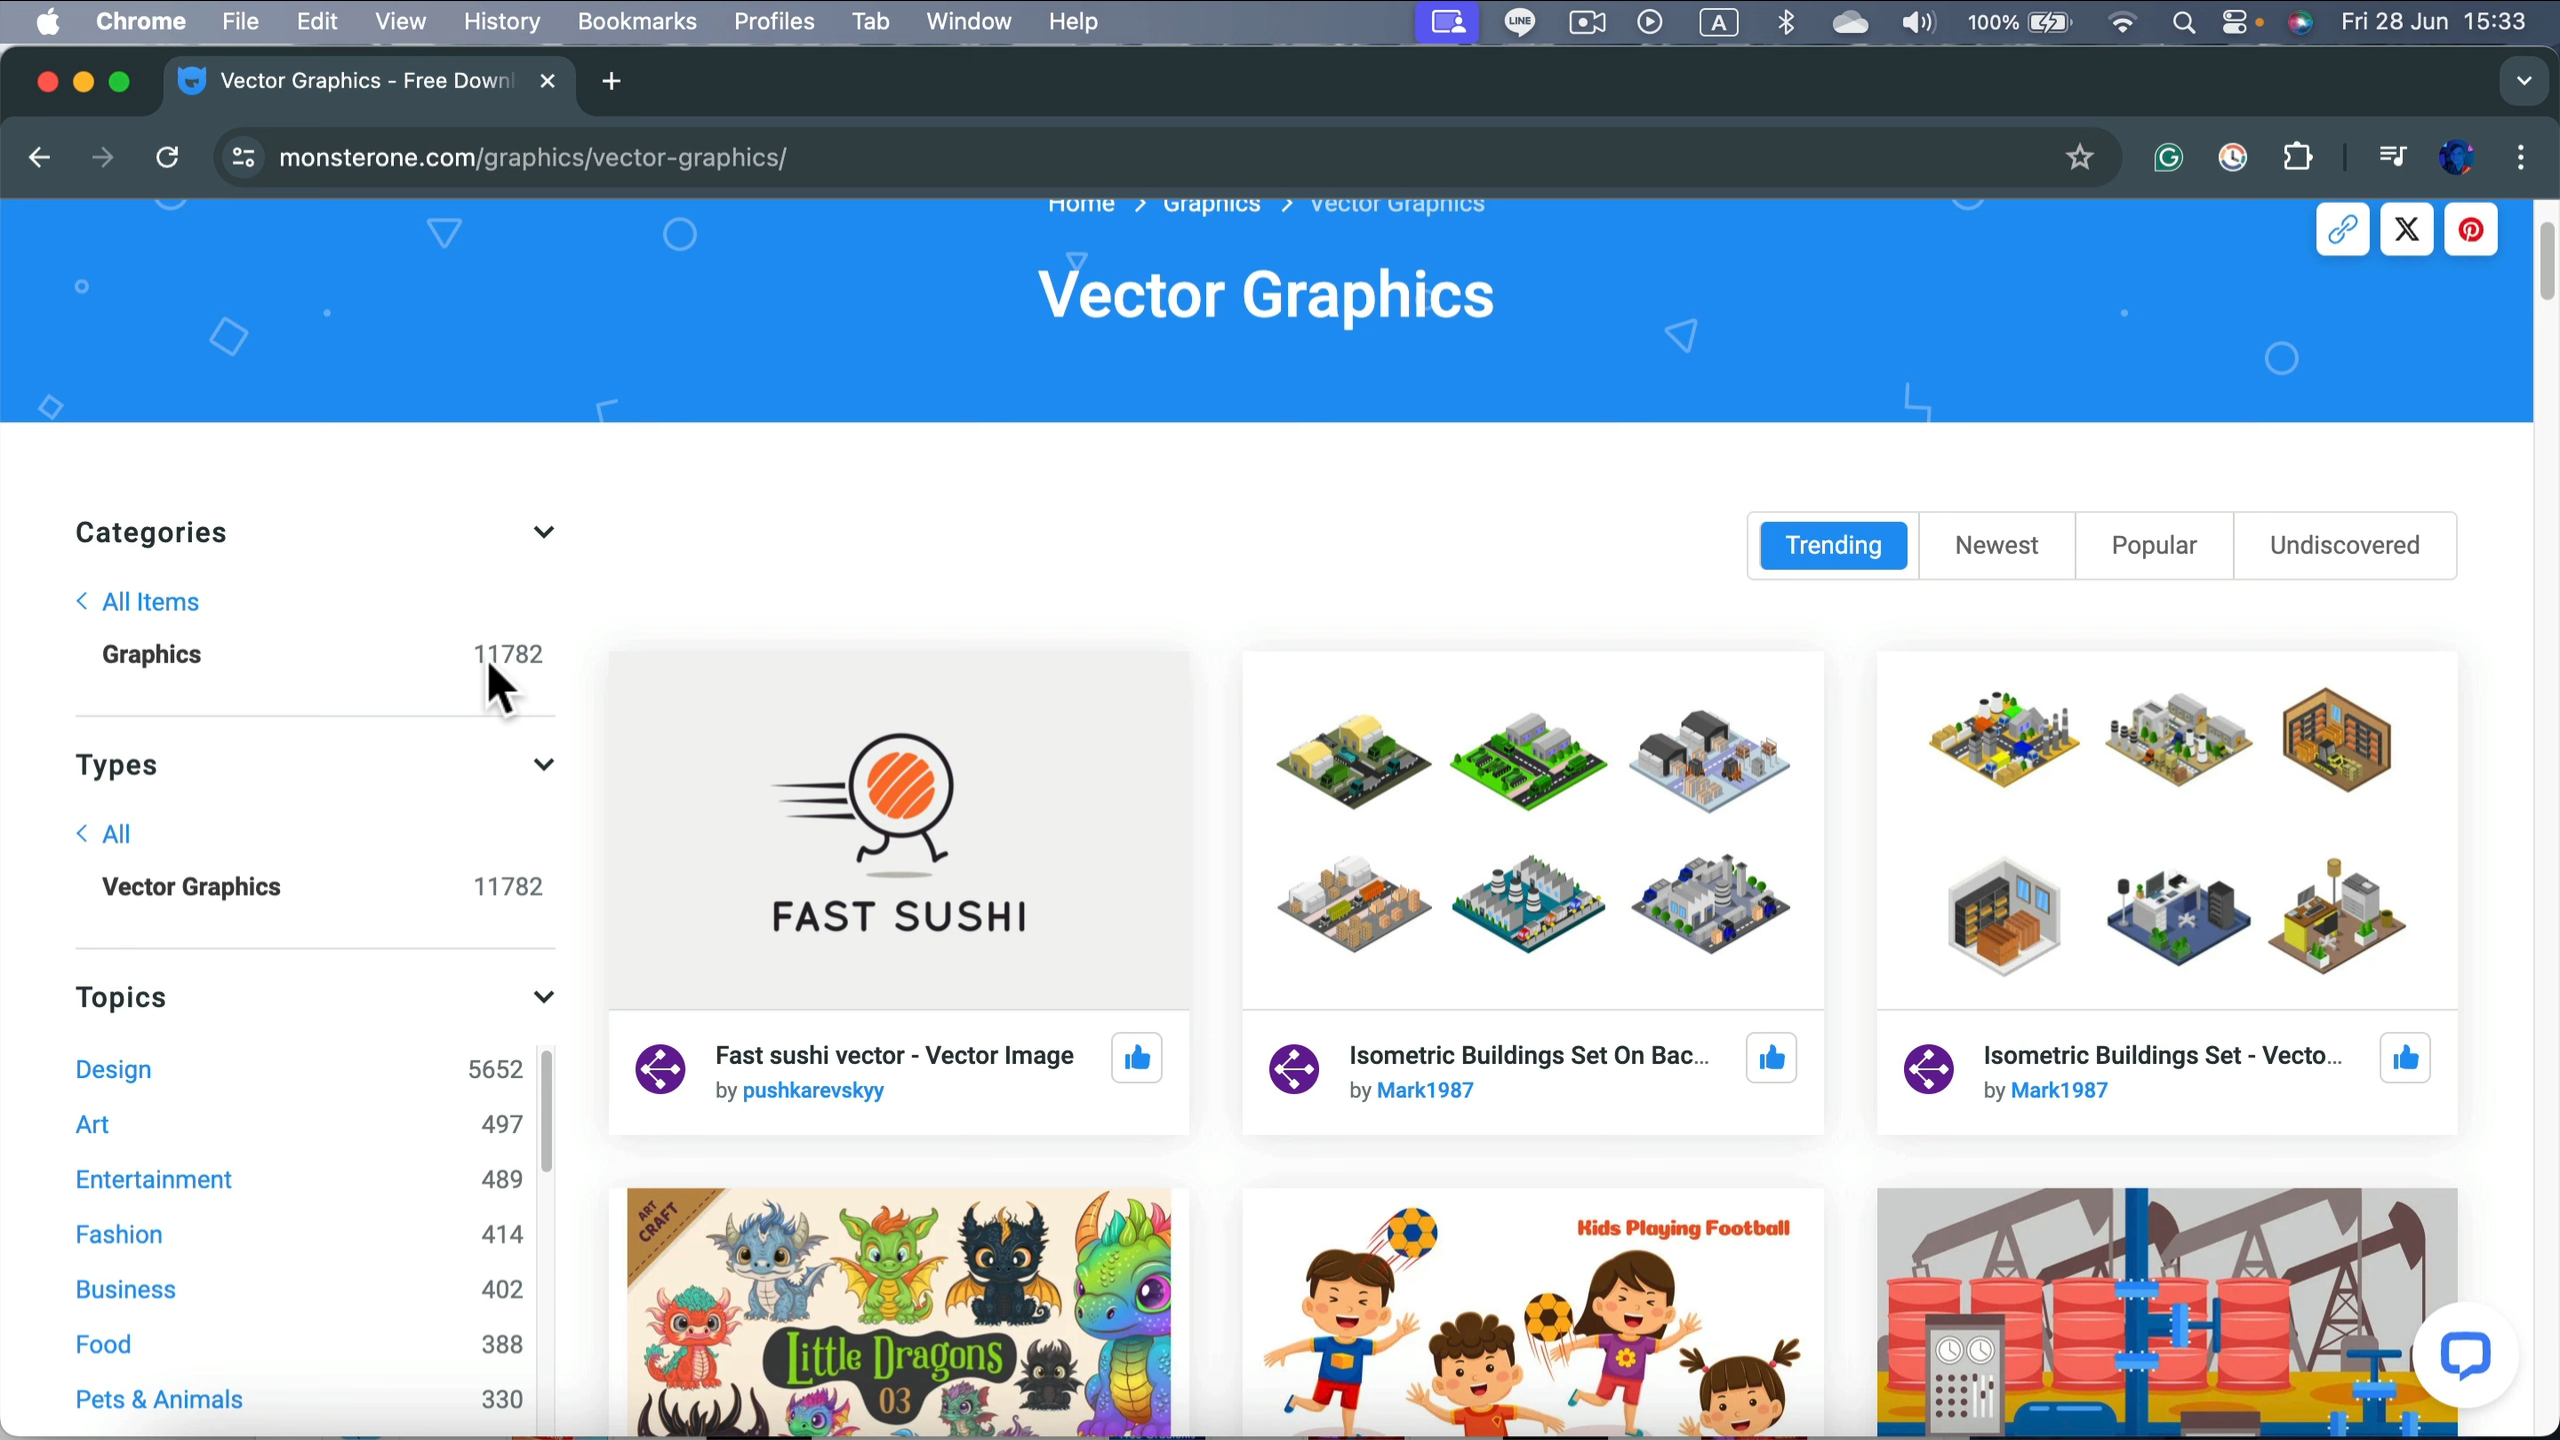 Chrome File Edit View History Bookmarks Profiles Tab Window Help LINE A 100% Fri 28 Jun 15:33
Vector Graphics - Free Downl
monsterone.com/graphics/vector-graphics/
Home > Graphics > Vector Graphics
Vector Graphics
Categories
Trending Newest Popular Undiscovered
< All Items
Graphics 11782
Types
< All
Vector Graphics 11782
Topics
Design 5652
Art 497
Entertainment 489
Fashion 414
Business 402
Food 388
Pets & Animals 330
FAST SUSHI
Fast sushi vector - Vector Image
by pushkarevskyy
Isometric Buildings Set On Bac...
by Mark1987
Isometric Buildings Set - Vecto...
by Mark1987
ART CRAFT
Little Dragons
03
Kids Playing Football